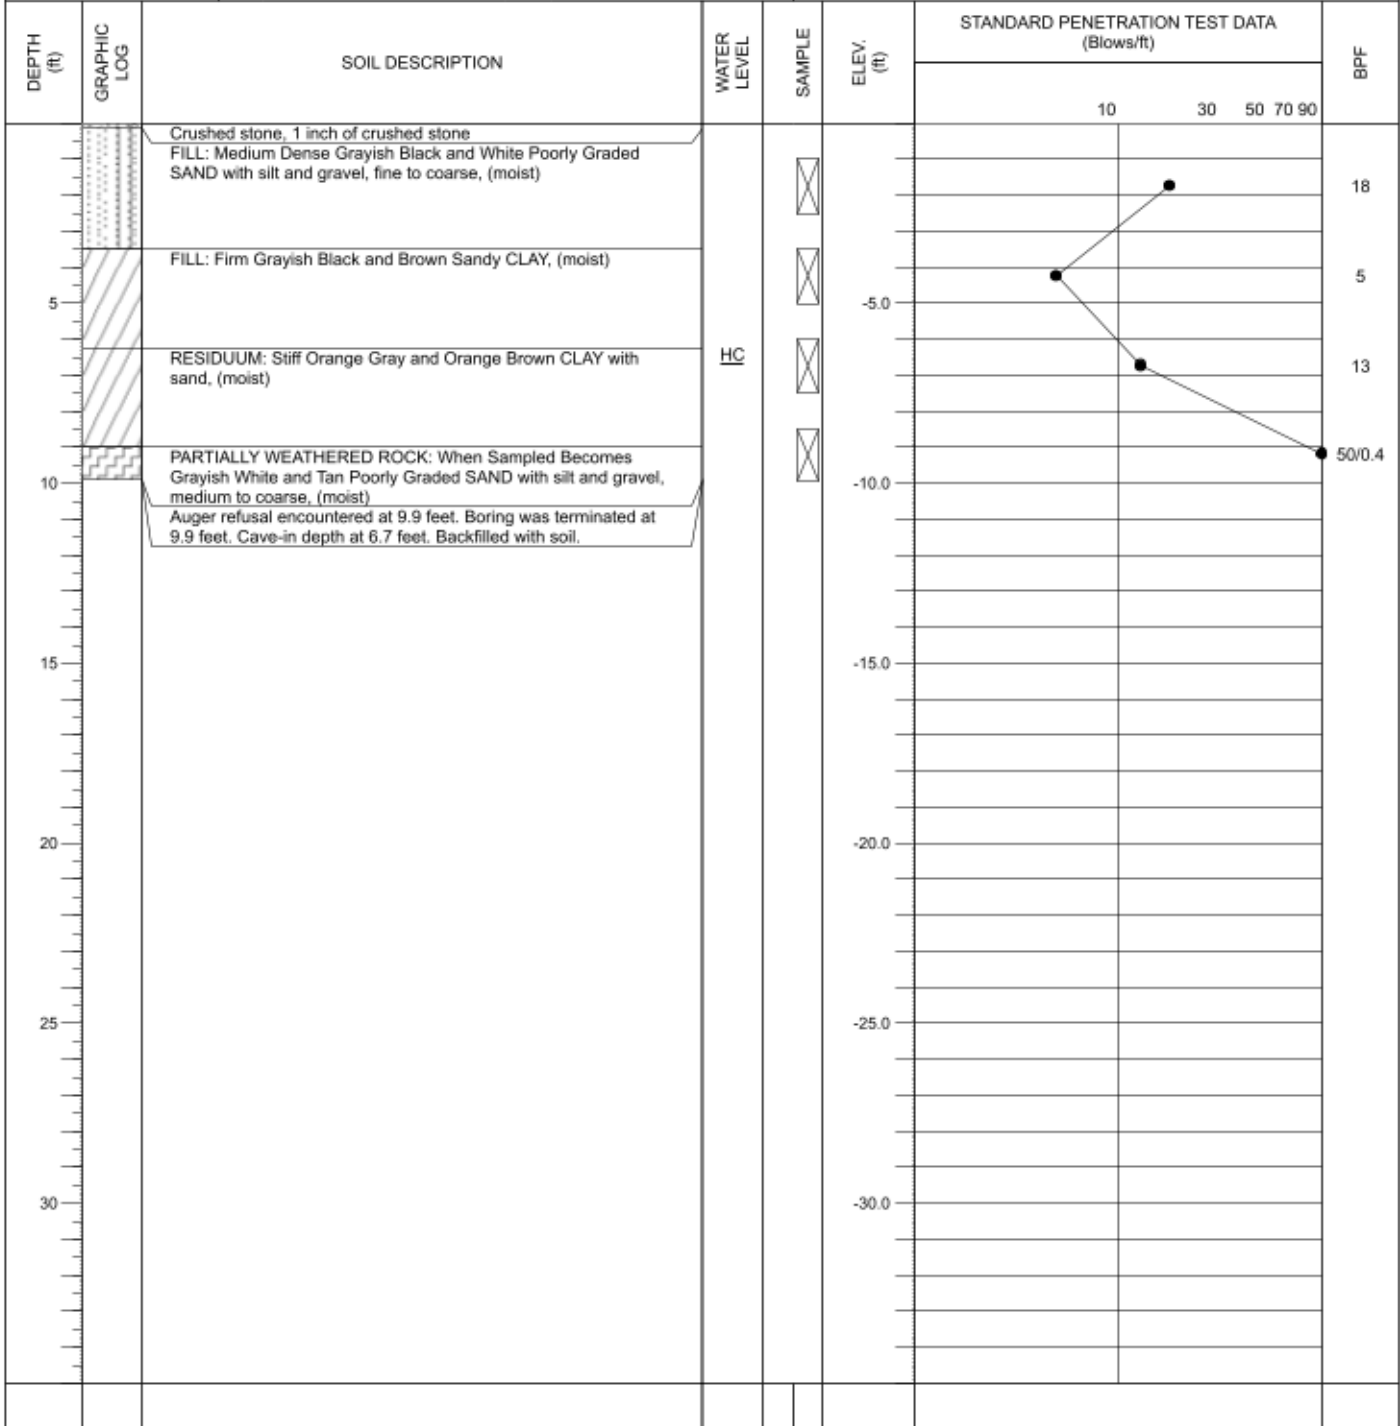 DEPTH
(ft)
GRAPHIC
LOG
SOIL DESCRIPTION
WATER
LEVEL
SAMPLE
ELEV.
(ft)
STANDARD PENETRATION TEST DATA
(Blows/ft)
BPF
10 30 50 70 90
Crushed stone, 1 inch of crushed stone
FILL: Medium Dense Grayish Black and White Poorly Graded
SAND with silt and gravel, fine to coarse, (moist)
18
FILL: Firm Grayish Black and Brown Sandy CLAY, (moist)
5
5
-5.0
RESIDUUM: Stiff Orange Gray and Orange Brown CLAY with
sand, (moist)
HC
13
PARTIALLY WEATHERED ROCK: When Sampled Becomes
Grayish White and Tan Poorly Graded SAND with silt and gravel,
medium to coarse, (moist)
50/0.4
10
-10.0
Auger refusal encountered at 9.9 feet. Boring was terminated at
9.9 feet. Cave-in depth at 6.7 feet. Backfilled with soil.
15
-15.0
20
-20.0
25
-25.0
30
-30.0